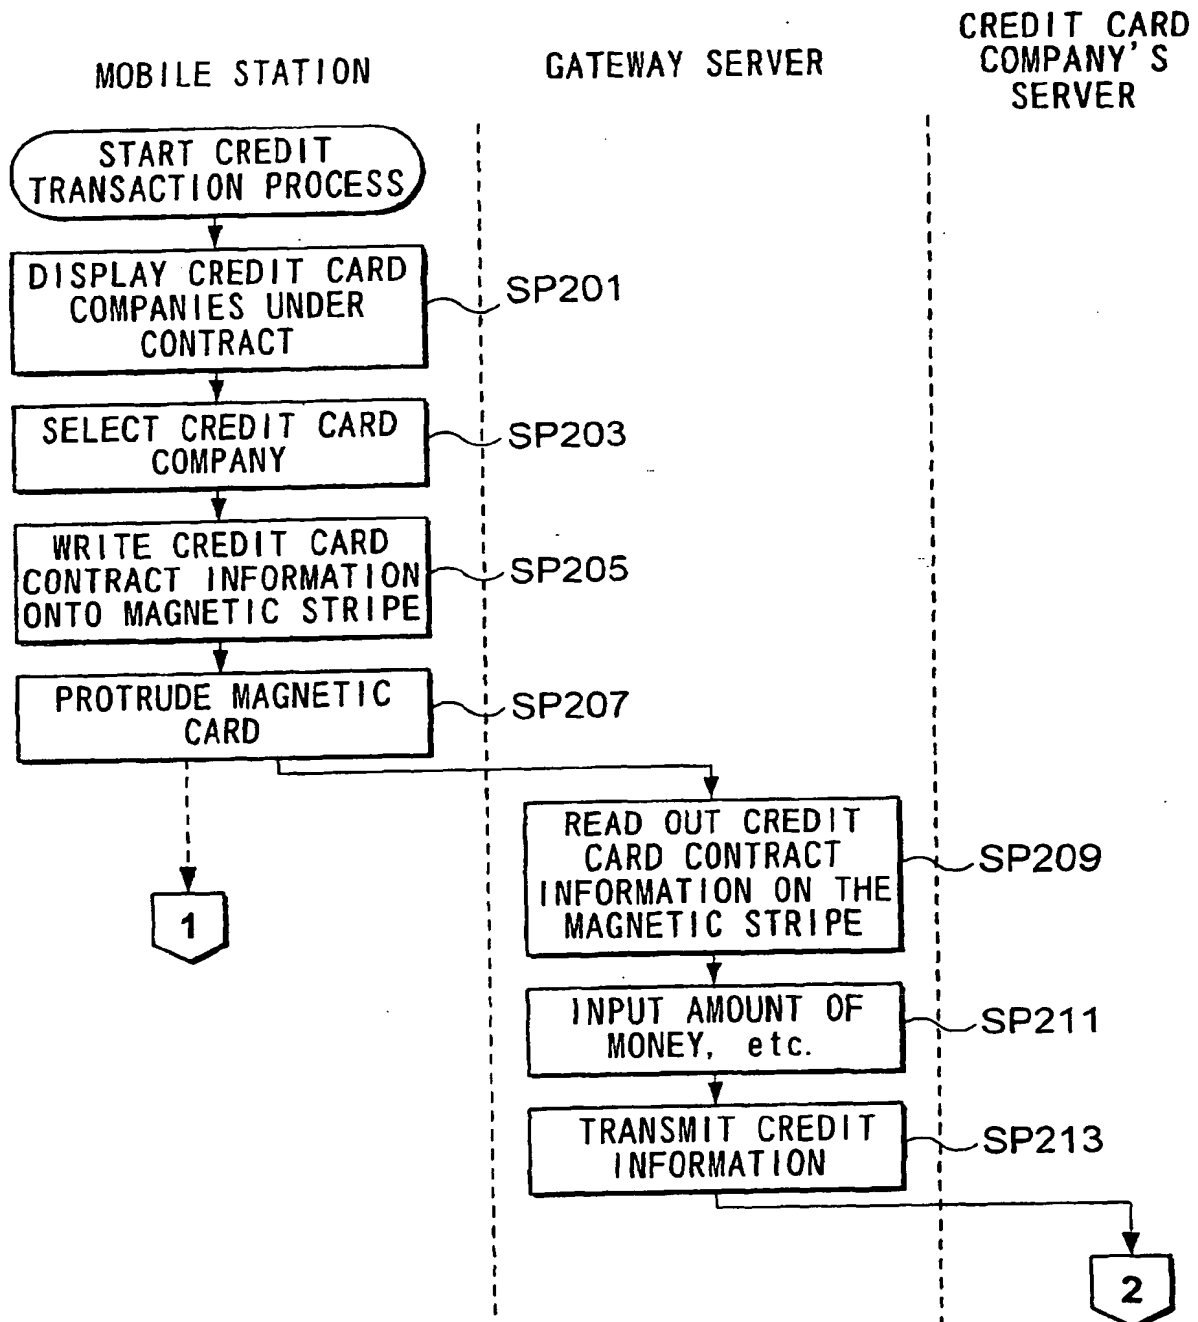 MOBILE STATION
GATEWAY SERVER
CREDIT CARD
COMPANY'S
SERVER
START CREDIT
TRANSACTION PROCESS
DISPLAY CREDIT CARD
COMPANIES UNDER
CONTRACT
SP201
SELECT CREDIT CARD
COMPANY
SP203
WRITE CREDIT CARD
CONTRACT INFORMATION
ONTO MAGNETIC STRIPE
SP205
PROTRUDE MAGNETIC
CARD
SP207
1
READ OUT CREDIT
CARD CONTRACT
INFORMATION ON THE
MAGNETIC STRIPE
SP209
INPUT AMOUNT OF
MONEY, etc.
SP211
TRANSMIT CREDIT
INFORMATION
SP213
2